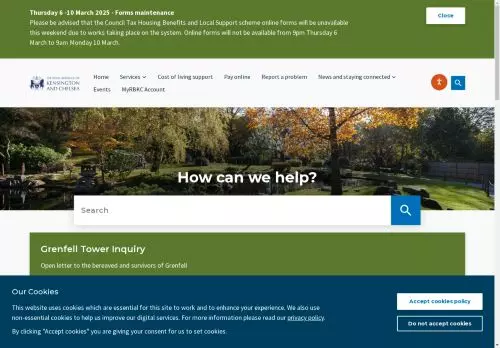 Thursday 6 -10 March 2025 - Forms maintenance
Please be advised that the Council Tax Housing Benefits and Local Support scheme online forms will be unavailable
this weekend due to works taking place on the system. Online forms will not be available from 9pm Thursday 6
March to 9am Monday 10 March.
Close
THE ROYAL BOROUGH OF
KENSINGTON
AND CHELSEA
Home Services Cost of living support Pay online Report a problem News and staying connected
Events MyRBKC Account
How can we help?
Search
Grenfell Tower Inquiry
Open letter to the bereaved and survivors of Grenfell
Our Cookies
This website uses cookies which are essential for this site to work and to enhance your experience. We also use
non-essential cookies to help us improve our digital services. For more information please read our privacy policy.
By clicking "Accept cookies" you are giving your consent for us to set cookies.
Accept cookies policy
Do not accept cookies